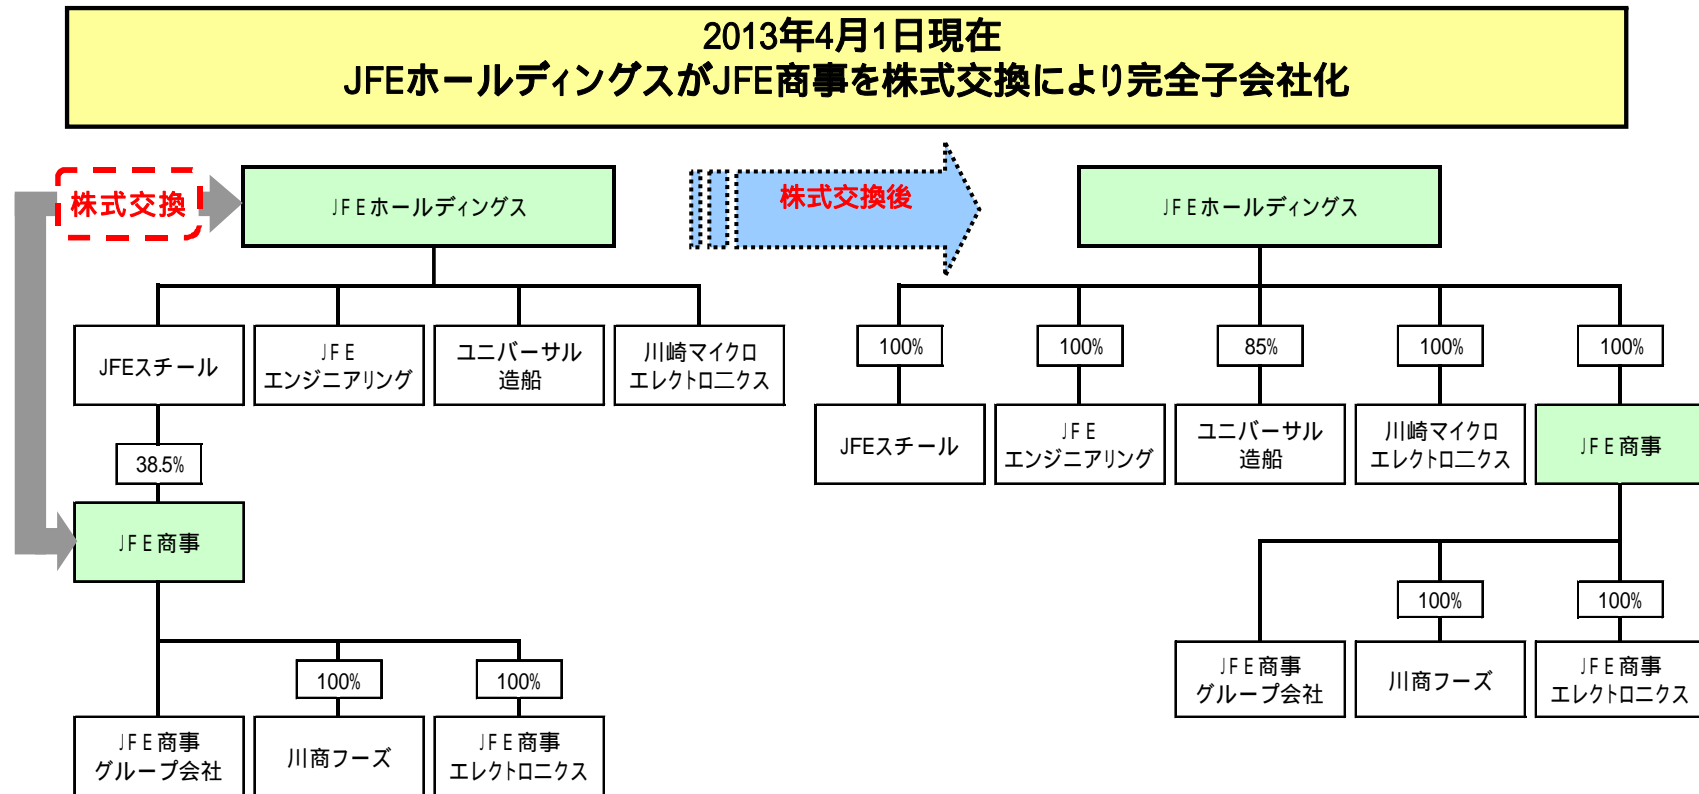 2013年4月1日現在
JFEホールディングスがJFE商事を株式交換により完全子会社化
株式交換
JFEホールディングス
株式交換後
JFEホールディングス
JFEスチール
JFE
エンジニアリング
ユニバーサル
造船
川崎マイクロ
エレクトロニクス
38.5%
JFE商事
100%
100%
JFE商事
グループ会社
川商フーズ
JFE商事
エレクトロニクス
100%
100%
85%
100%
100%
JFEスチール
JFE
エンジニアリング
ユニバーサル
造船
川崎マイクロ
エレクトロニクス
JFE商事
100%
100%
JFE商事
グループ会社
川商フーズ
JFE商事
エレクトロニクス